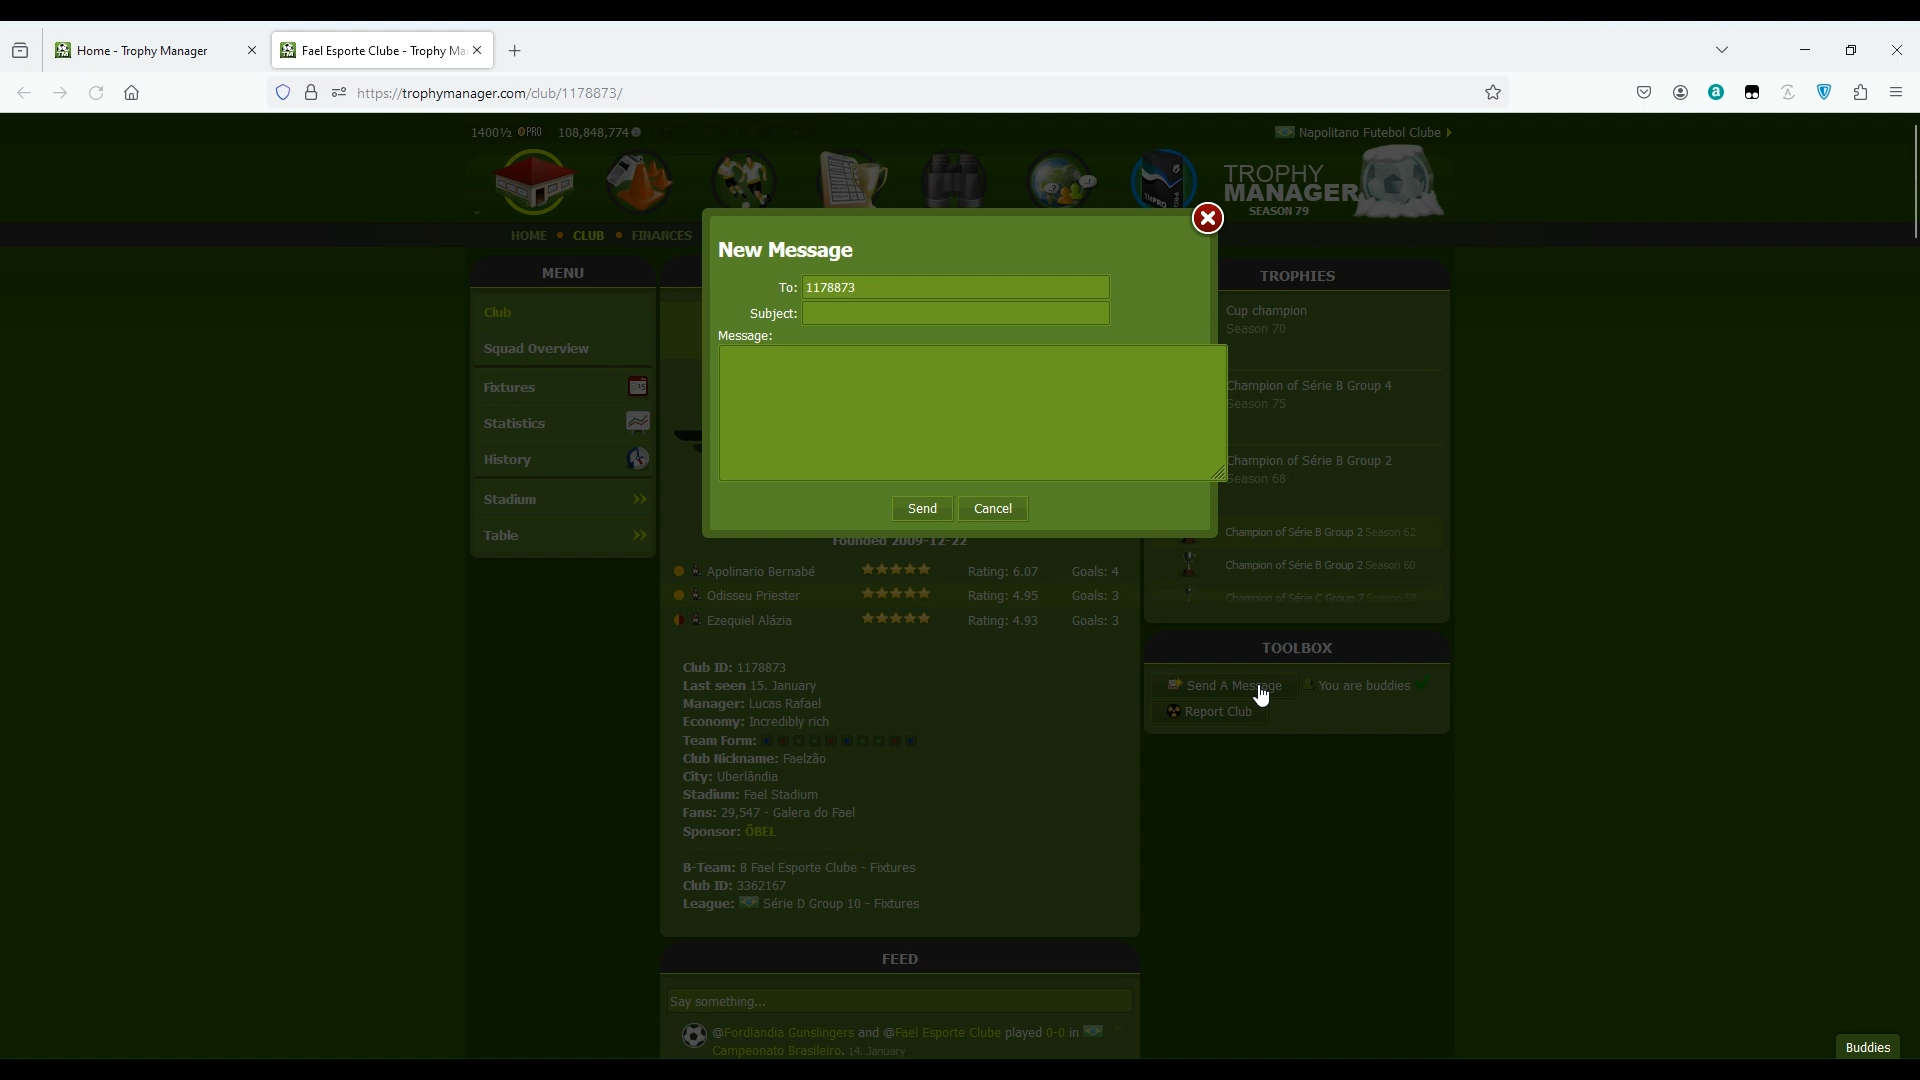 Home - Trophy Manager
Fael Esporte Clube - Trophy Ma
https://trophymanager.com/club/1178873/
1400½ PRO 108,848,774
Napolitano Futebol Clube
TROPHY
MANAGER
SEASON 79
HOME • CLUB • FINANCES
MENU
Club
Squad Overview
Fixtures
Statistics
History
Stadium
Table
New Message
To: 1178873
Subject:
Message:
Send Cancel
Founded 2009-12-22
Apolinario Bernabé Rating: 6.07 Goals: 4
Odisseu Priester Rating: 4.95 Goals: 3
Ezequiel Alázia Rating: 4.93 Goals: 3
Club ID: 1178873
Last seen 15. January
Manager: Lucas Rafael
Economy: Incredibly rich
Team Form:
Club Nickname: Faelzão
City: Uberlândia
Stadium: Fael Stadium
Fans: 29,547 - Galera do Fael
Sponsor: ÖBEL
B-Team: B Fael Esporte Clube - Fixtures
Club ID: 3362167
League: Série D Group 10 - Fixtures
FEED
Say something...
@Fordlandia Gunslingers and @Fael Esporte Clube played 0-0 in
Campeonato Brasileiro. 14. January
TROPHIES
Cup champion
Season 70
Champion of Série B Group 4
Season 75
Champion of Série B Group 2
Season 68
Champion of Série B Group 2 Season 62
Champion of Série B Group 2 Season 60
Champion of Série C Group 7 Season 58
TOOLBOX
Send A Message You are buddies
Report Club
Buddies